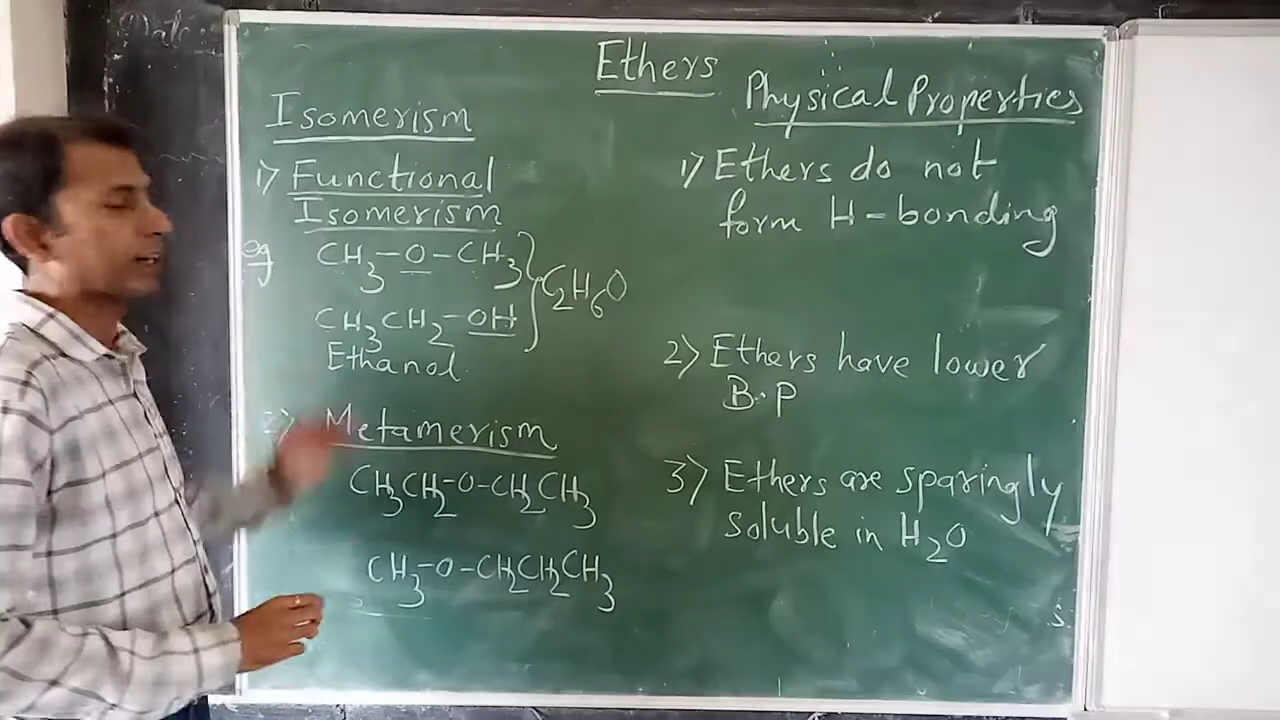 Ethers
Isomerism
1) Functional
Isomerism
eg CH3-O-CH3
CH3CH2-OH
C2H6O
Ethanol.
2) Metamerism
CH3CH2-O-CH2CH3
CH3-O-CH2CH2CH3
Physical Properties
1) Ethers do not
form H-bonding
2) Ethers have lower
B.P
3) Ethers are sparingly
soluble in H2O